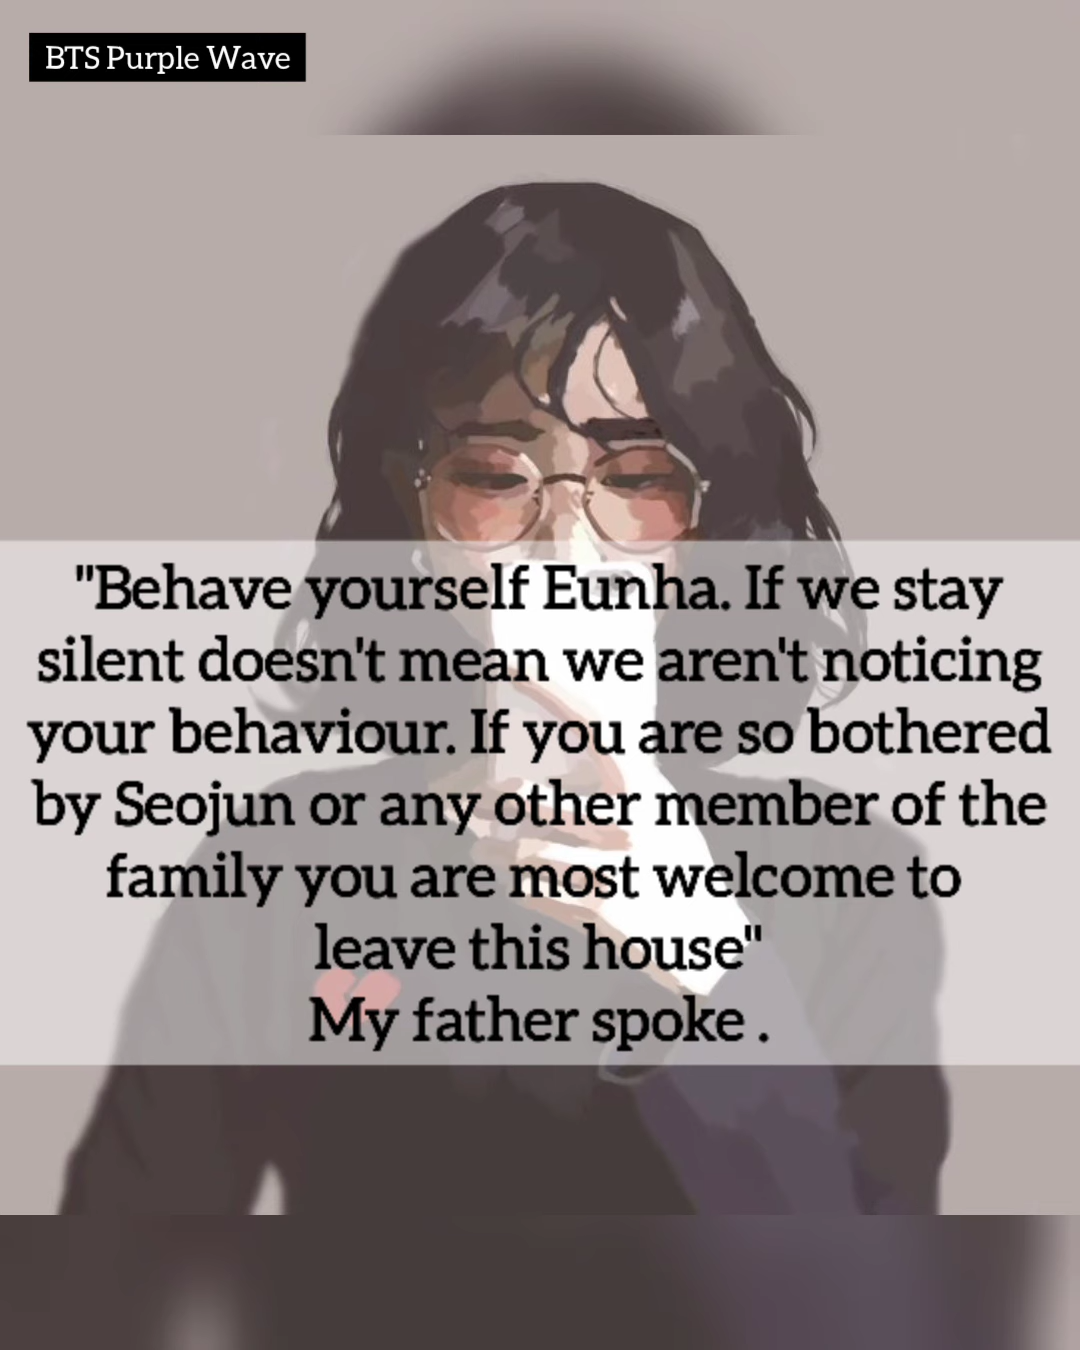 BTS Purple Wave
"Behave yourself Eunha. If we stay
silent doesn't mean we aren't noticing
your behaviour. If you are so bothered
by Seojun or any other member of the
family you are most welcome to
leave this house"
My father spoke .